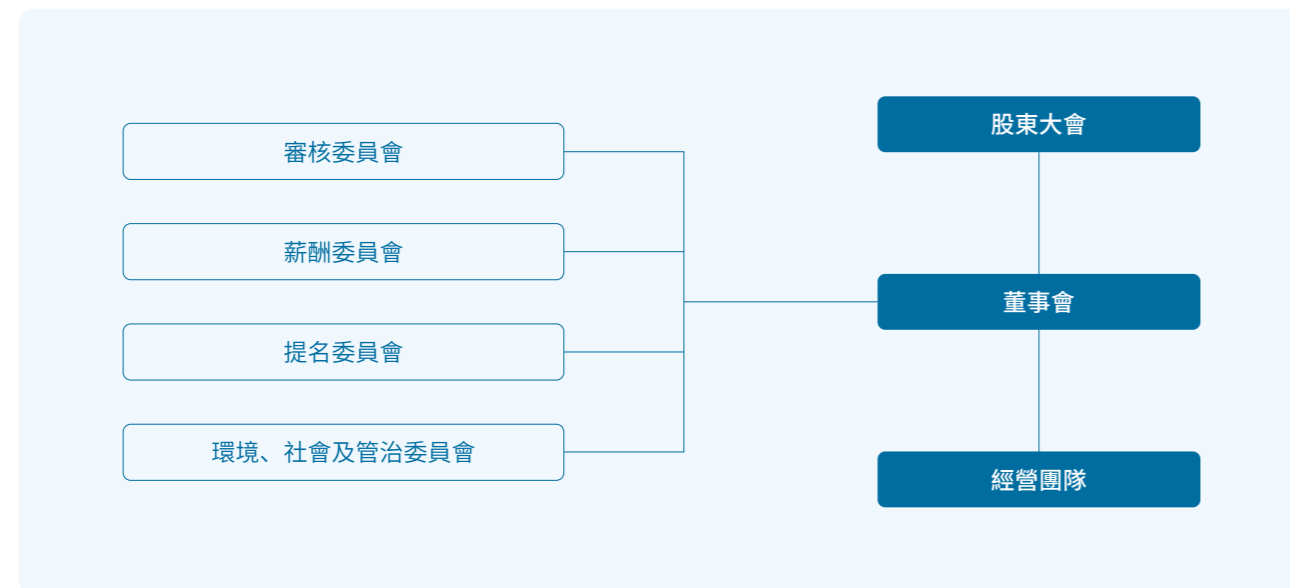 審核委員會
薪酬委員會
提名委員會
環境、社會及管治委員會
股東大會
董事會
經營團隊